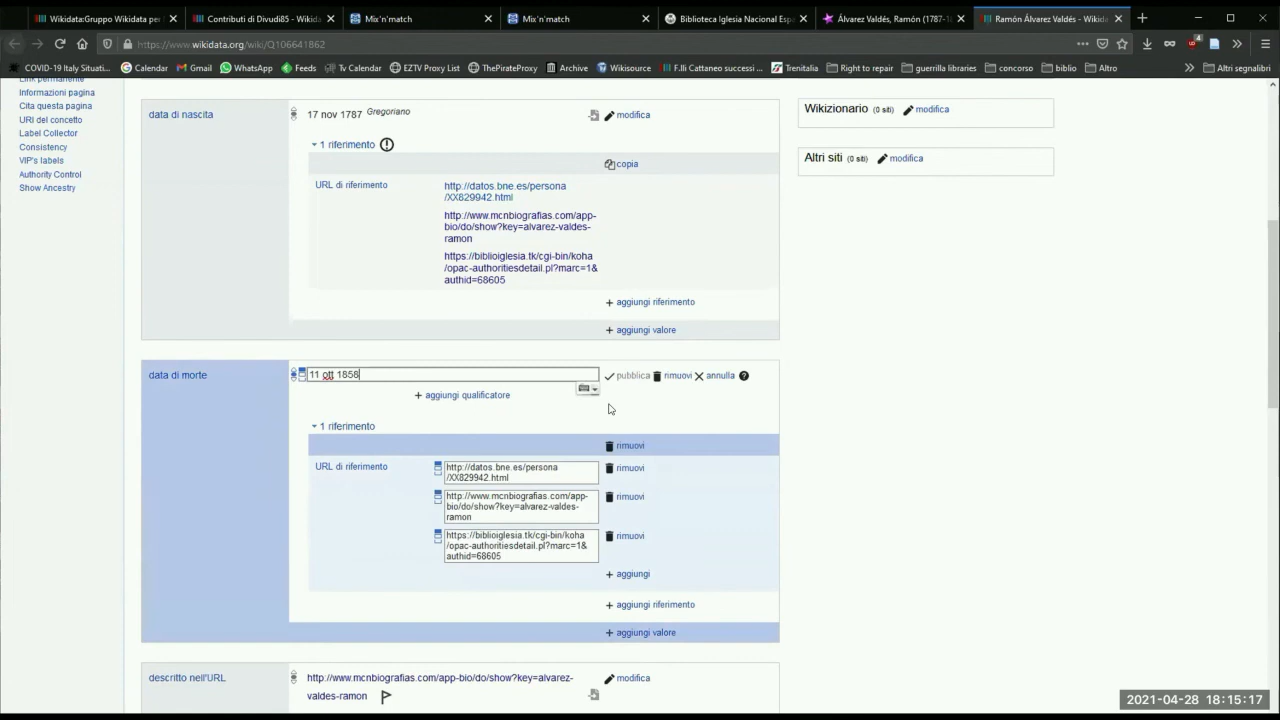 Wikidata:Gruppo Wikidata per
Contributi di Divudi85 - Wikidata
Mix'n'match
Mix'n'match
Biblioteca Iglesia Nacional Esp
Álvarez Valdés, Ramón (1787-1
Ramón Álvarez Valdés - Wikida
https://www.wikidata.org/wiki/Q106641862
4
COVID-19 Italy Situati...
Calendar
Gmail
WhatsApp
Feeds
Tv Calendar
EZTV Proxy List
ThePirateProxy
Archive
Wikisource
F.lli Cattaneo successi ...
Trenitalia
Right to repair
guerrilla libraries
concorso
biblio
Altro
Altri segnalibri
Link permanente
Informazioni pagina
Cita questa pagina
URI del concetto
Label Collector
Consistency
VIP's labels
Authority Control
Show Ancestry
data di nascita
17 nov 1787 Gregoriano
modifica
1 riferimento
copia
URL di riferimento
http://datos.bne.es/persona
/XX829942.html
http://www.mcnbiografias.com/app-
bio/do/show?key=alvarez-valdes-
ramon
https://biblioiglesia.tk/cgi-bin/koha
/opac-authoritiesdetail.pl?marc=1&
authid=68605
+ aggiungi riferimento
+ aggiungi valore
data di morte
11 ott 1858
pubblica
rimuovi
annulla
+ aggiungi qualificatore
1 riferimento
rimuovi
URL di riferimento
http://datos.bne.es/persona
/XX829942.html
rimuovi
http://www.mcnbiografias.com/app-
bio/do/show?key=alvarez-valdes-
ramon
rimuovi
https://biblioiglesia.tk/cgi-bin/koha
/opac-authoritiesdetail.pl?marc=1&
authid=68605
rimuovi
+ aggiungi
+ aggiungi riferimento
+ aggiungi valore
descritto nell'URL
http://www.mcnbiografias.com/app-bio/do/show?key=alvarez-
valdes-ramon
modifica
Wikizionario (0 siti)
modifica
Altri siti (0 siti)
modifica
2021-04-28 18:15:17